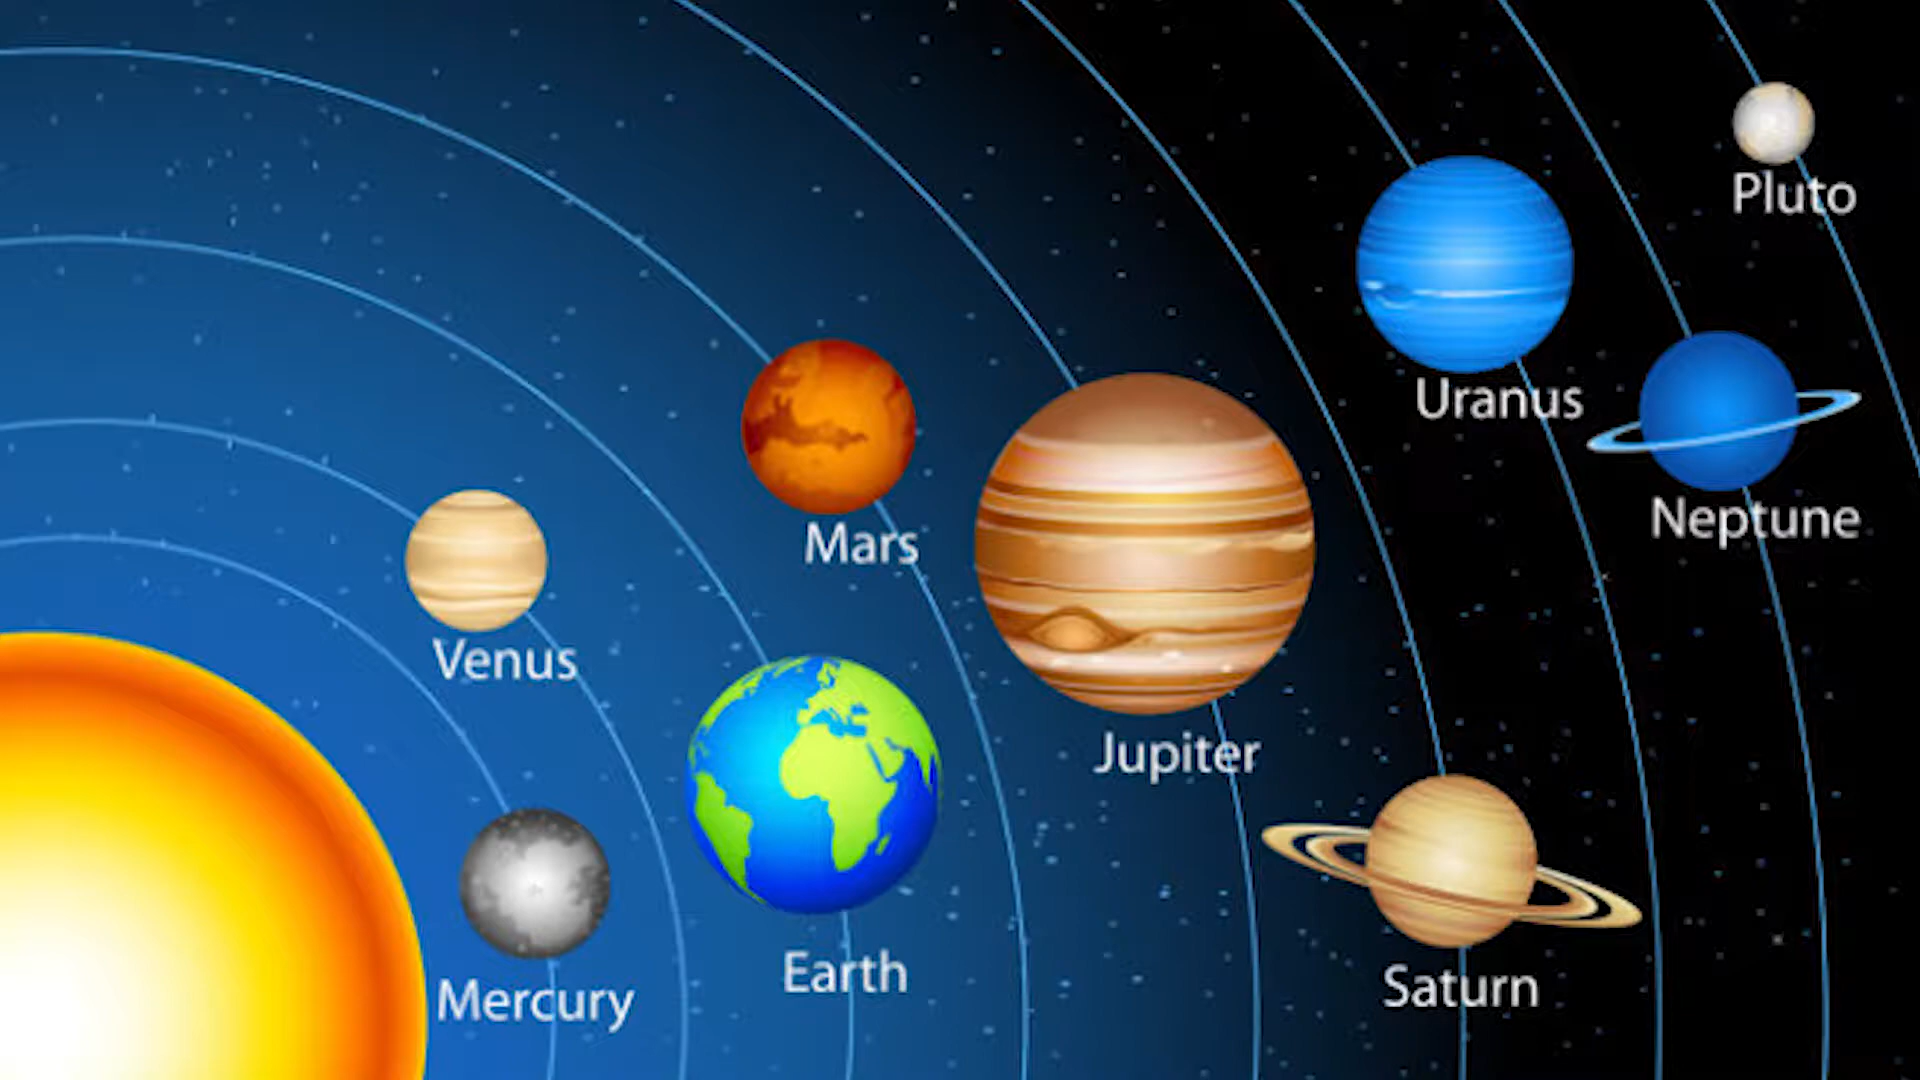 Pluto
Uranus
Neptune
Mars
Venus
Jupiter
Earth
Saturn
Mercury